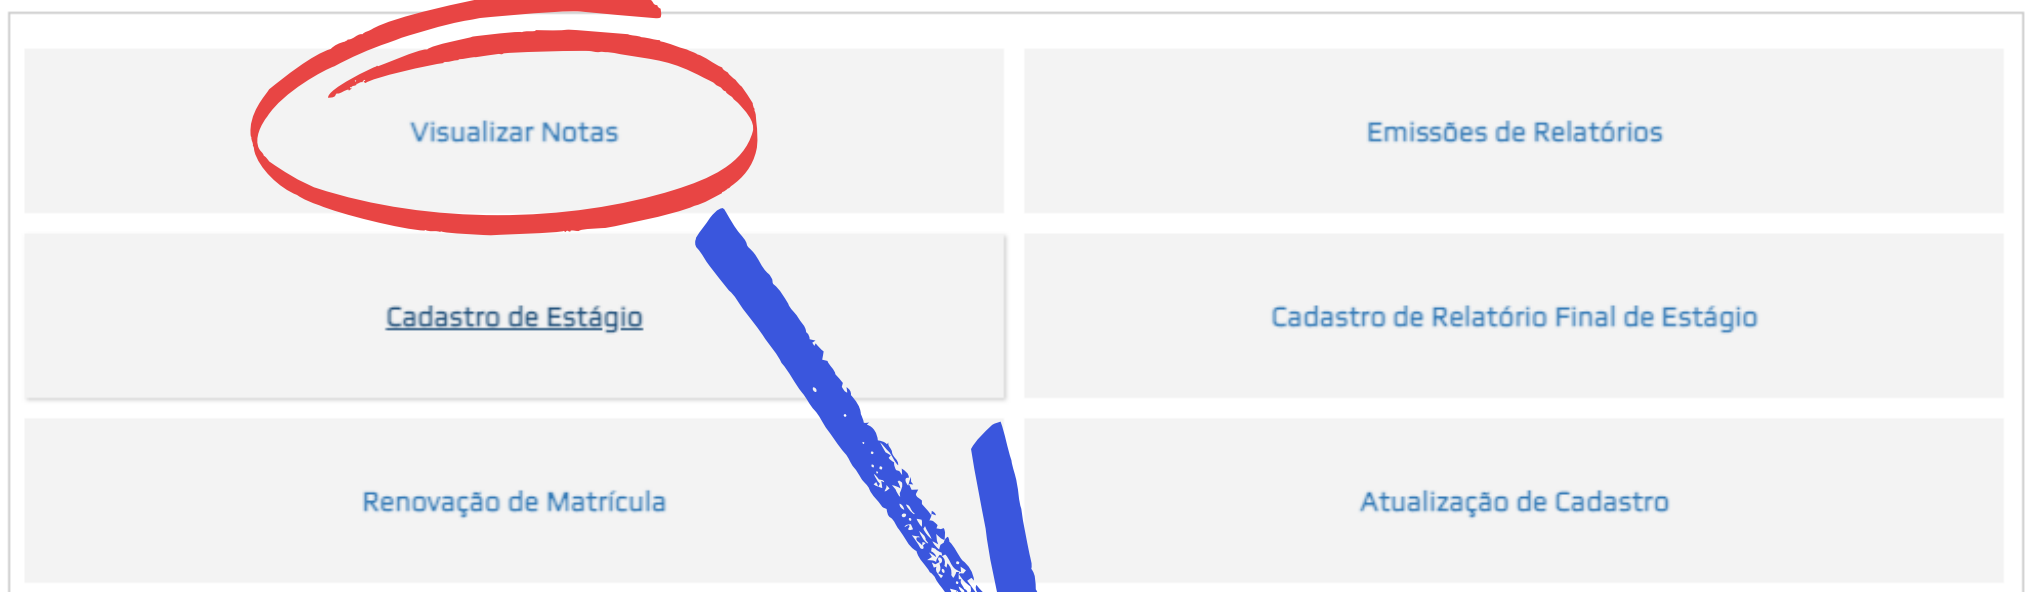 Visualizar Notas
Emissões de Relatórios
Cadastro de Estágio
Cadastro de Relatório Final de Estágio
Renovação de Matrícula
Atualização de Cadastro